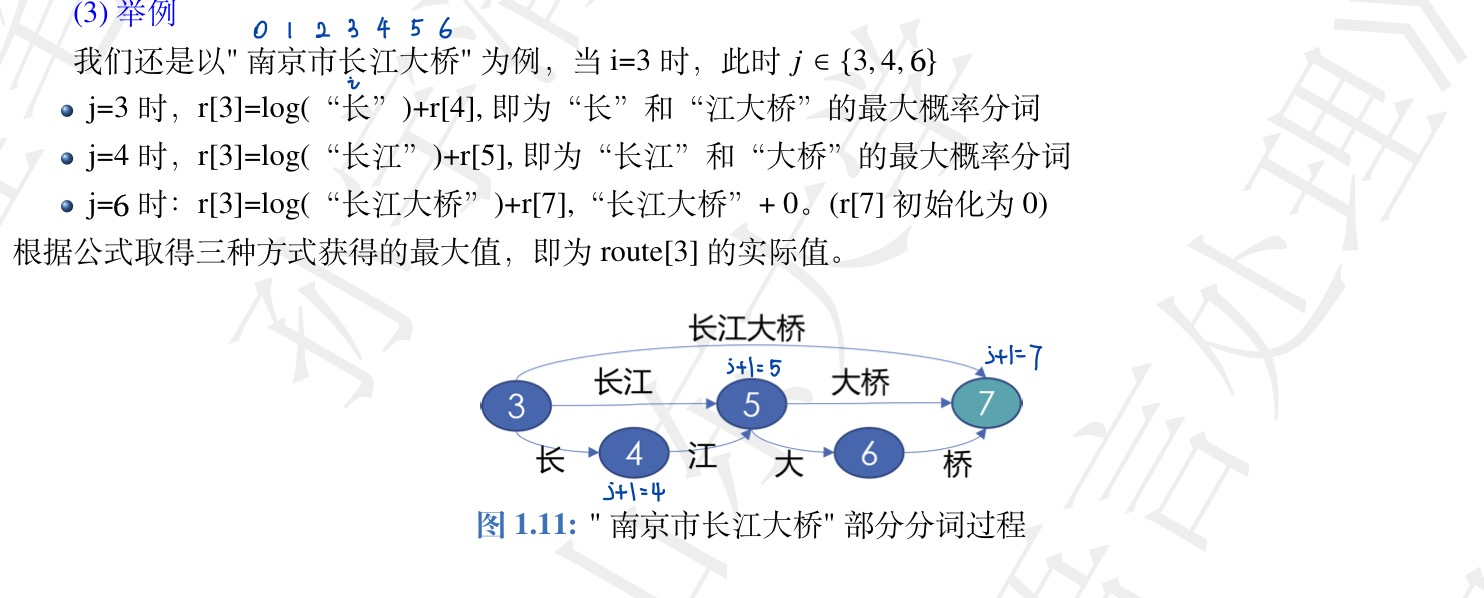 (3) 举例
0 1 2 3 4 5 6
我们还是以" 南京市长江大桥" 为例，当 i=3 时，此时 j ∈ {3, 4, 6}
i
j=3 时，r[3]=log(“长”)+r[4], 即为“长”和“江大桥”的最大概率分词
j=4 时，r[3]=log(“长江”)+r[5], 即为“长江”和“大桥”的最大概率分词
j=6 时：r[3]=log(“长江大桥”)+r[7],“长江大桥”+ 0。(r[7] 初始化为 0)
根据公式取得三种方式获得的最大值，即为 route[3] 的实际值。
长江大桥
j+1=5
j+1=7
长江
大桥
3
5
7
长
4
江
大
6
桥
j+1=4
图 1.11: " 南京市长江大桥" 部分分词过程
大学
言处理》